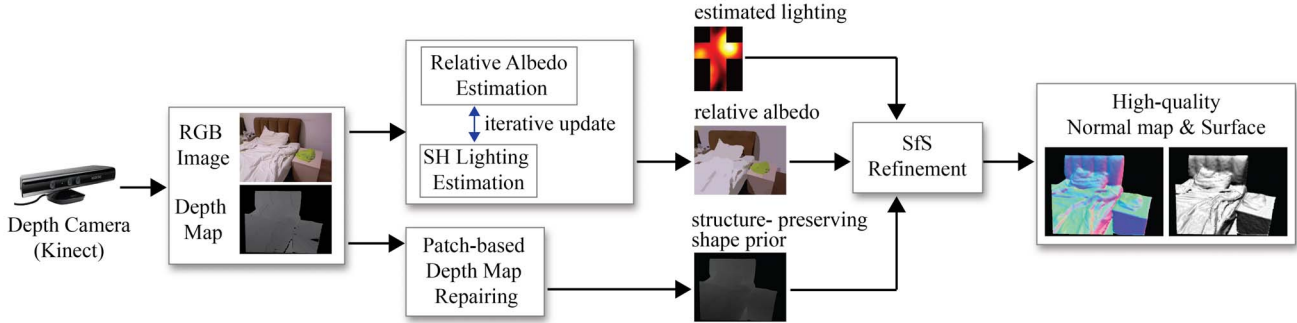 Depth Camera
(Kinect)
RGB
Image
Depth
Map
Relative Albedo
Estimation
iterative update
SH Lighting
Estimation
Patch-based
Depth Map
Repairing
estimated lighting
relative albedo
structure- preserving
shape prior
SfS
Refinement
High-quality
Normal map & Surface